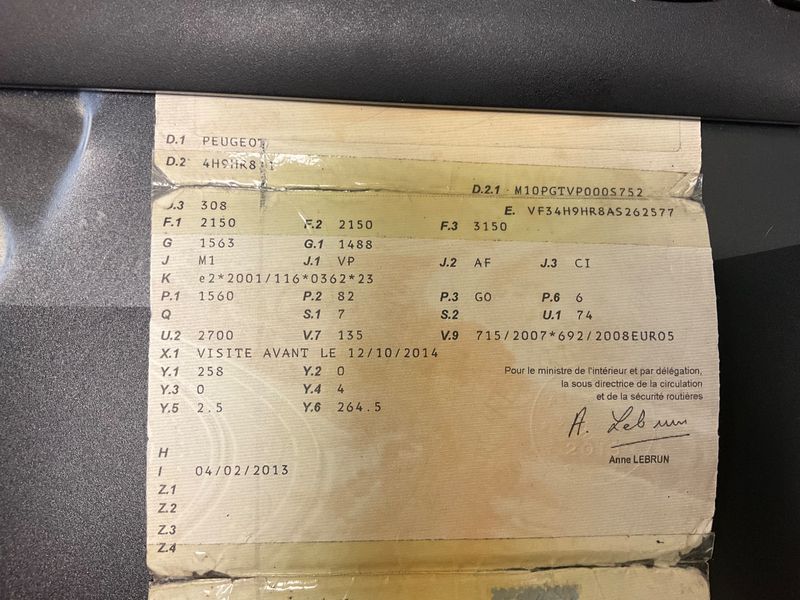 D.1 PEUGEOT
D.2 4H9HR8
D.2.1 M10PGTVP000S752
J.3 308
E. VF34H9HR8AS262577
F.1 2150 F.2 2150 F.3 3150
G 1563 G.1 1488
J M1 J.1 VP J.2 AF J.3 CI
K e2*2001/116*0362*23
P.1 1560 P.2 82 P.3 GO P.6 6
Q S.1 7 S.2 U.1 74
U.2 2700 V.7 135 V.9 715/2007*692/2008EURO5
X.1 VISITE AVANT LE 12/10/2014
Y.1 258 Y.2 0
Y.3 0 Y.4 4
Y.5 2.5 Y.6 264.5
Pour le ministre de l'intérieur et par délégation,
la sous directrice de la circulation
et de la sécurité routières
A. Lebrun
Anne LEBRUN
H
I 04/02/2013
Z.1
Z.2
Z.3
Z.4